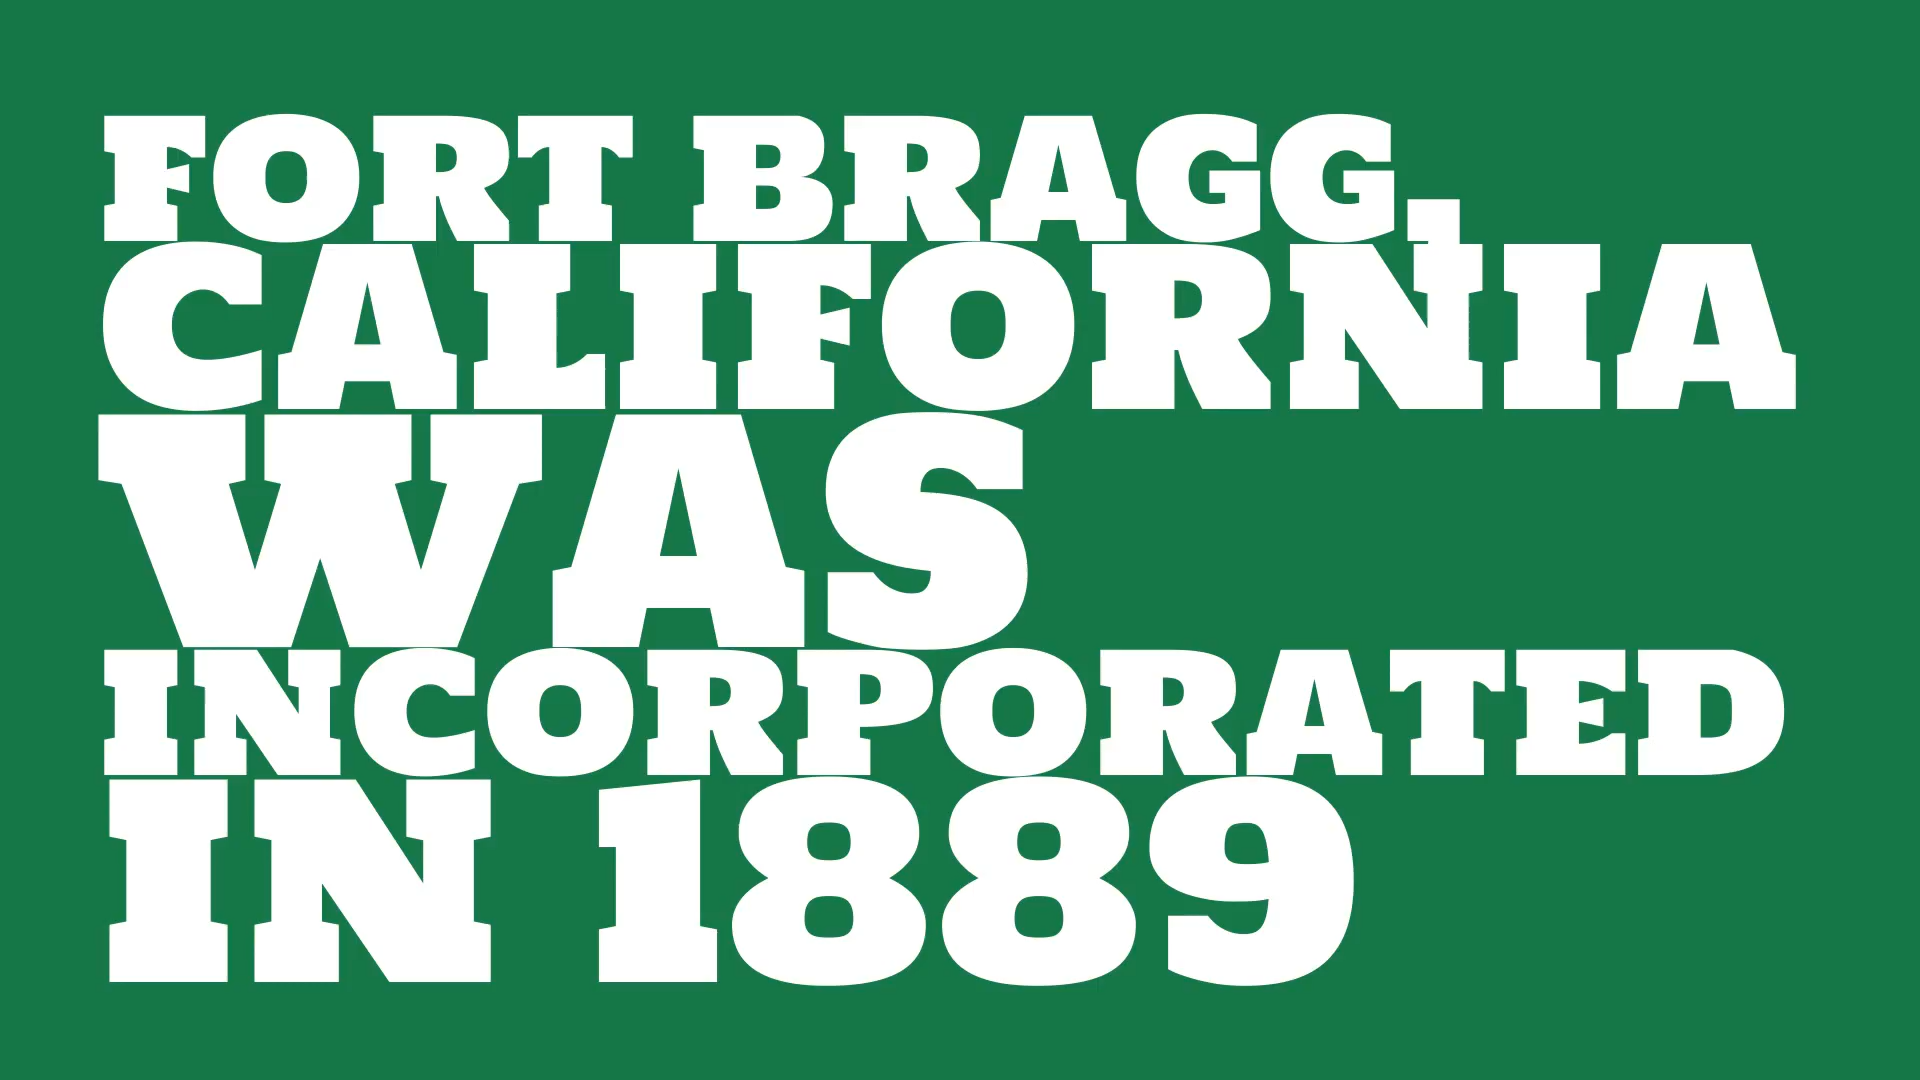 FORT BRAGG,
CALIFORNIA
WAS
INCORPORATED
IN 1889